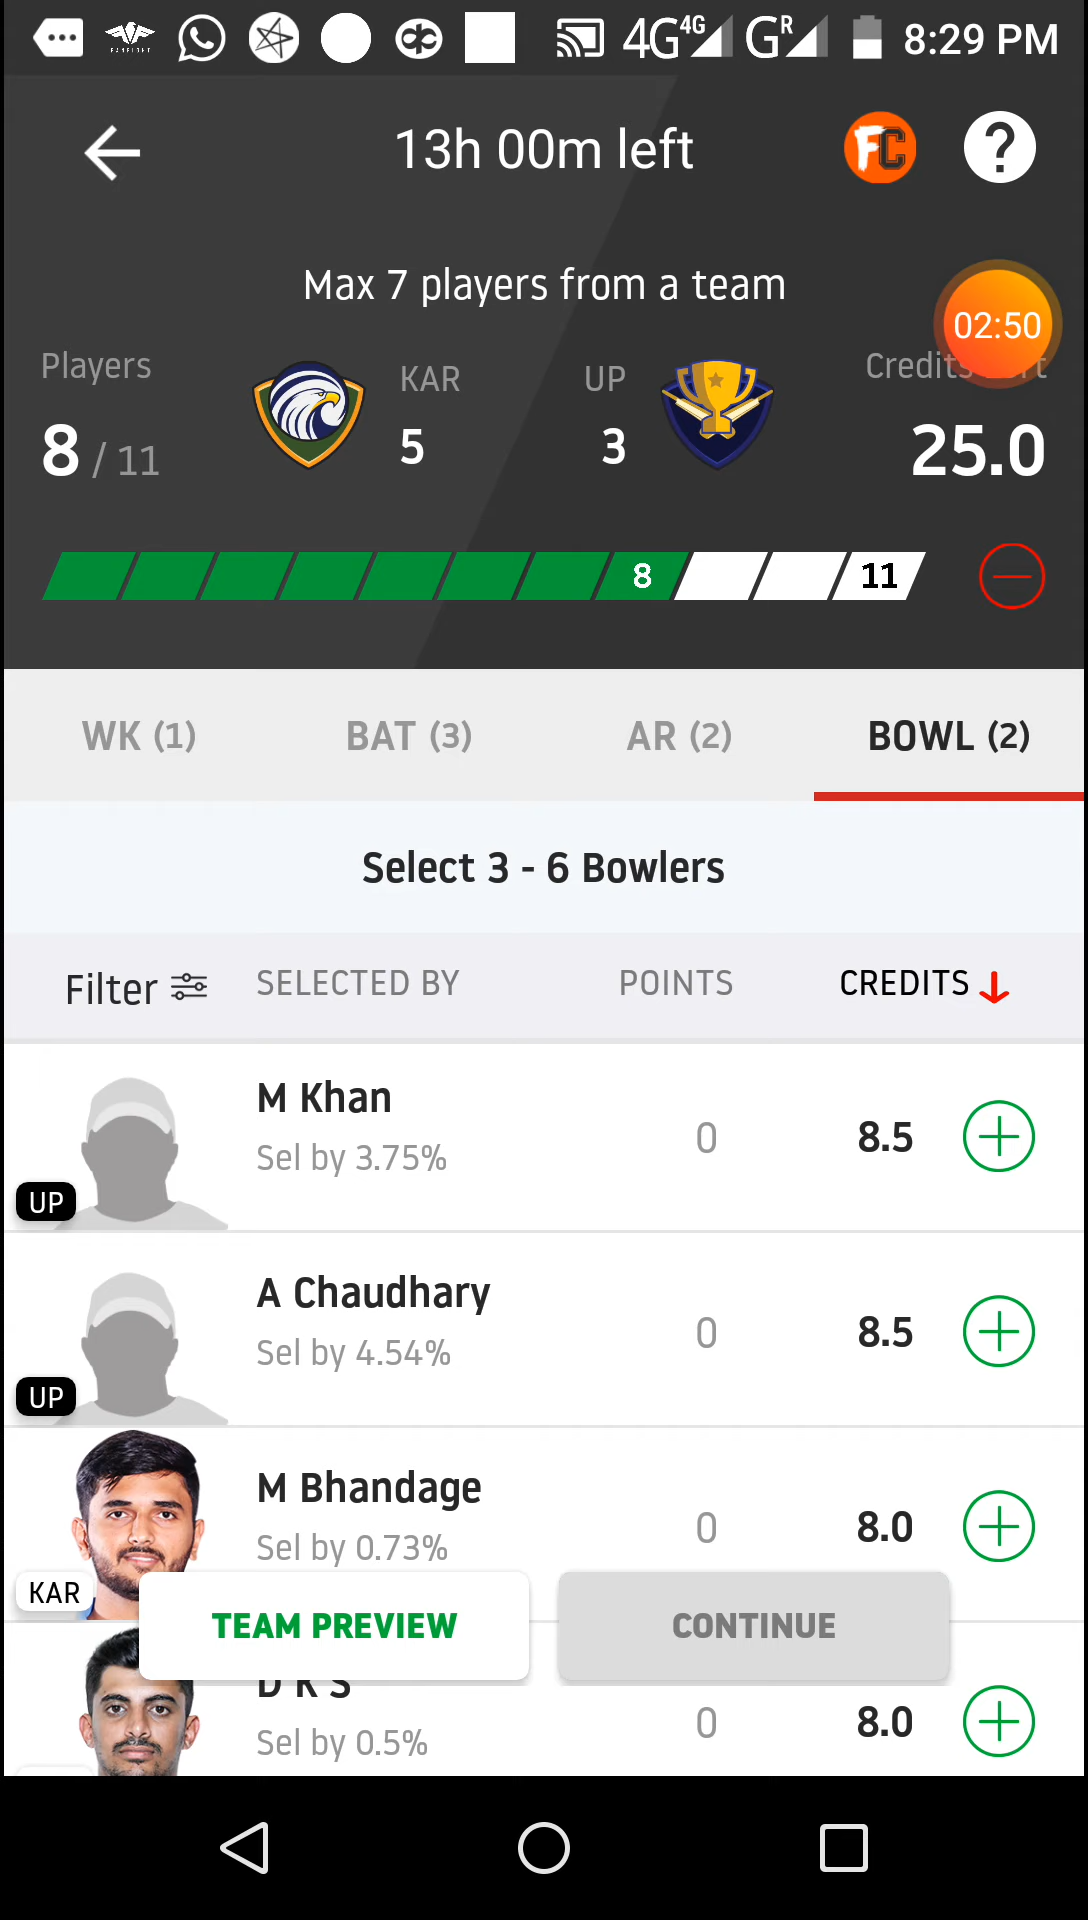 4G 4G G R 8:29 PM
13h 00m left
FC
?
Max 7 players from a team
02:50
Players
KAR
UP
Credits
8 / 11
5
3
25.0
8
11
WK (1)
BAT (3)
AR (2)
BOWL (2)
Select 3 - 6 Bowlers
Filter
SELECTED BY
POINTS
CREDITS
M Khan
Sel by 3.75%
0
8.5
UP
A Chaudhary
Sel by 4.54%
0
8.5
UP
M Bhandage
Sel by 0.73%
0
8.0
KAR
TEAM PREVIEW
CONTINUE
D K S
Sel by 0.5%
0
8.0